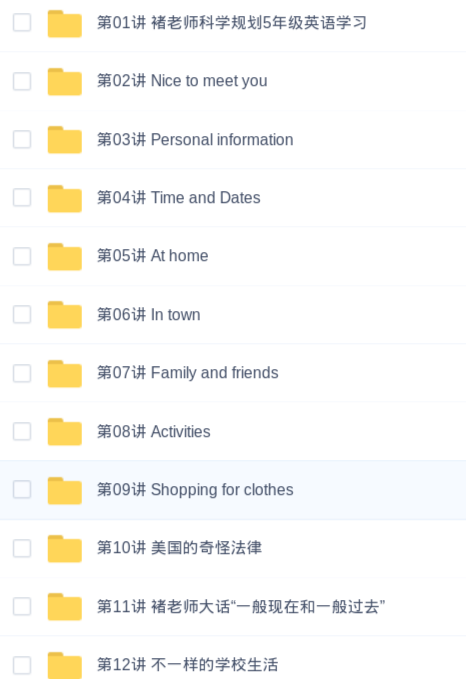 第01讲 褚老师科学规划5年级英语学习
第02讲 Nice to meet you
第03讲 Personal information
第04讲 Time and Dates
第05讲 At home
第06讲 In town
第07讲 Family and friends
第08讲 Activities
第09讲 Shopping for clothes
第10讲 美国的奇怪法律
第11讲 褚老师大话“一般现在和一般过去”
第12讲 不一样的学校生活